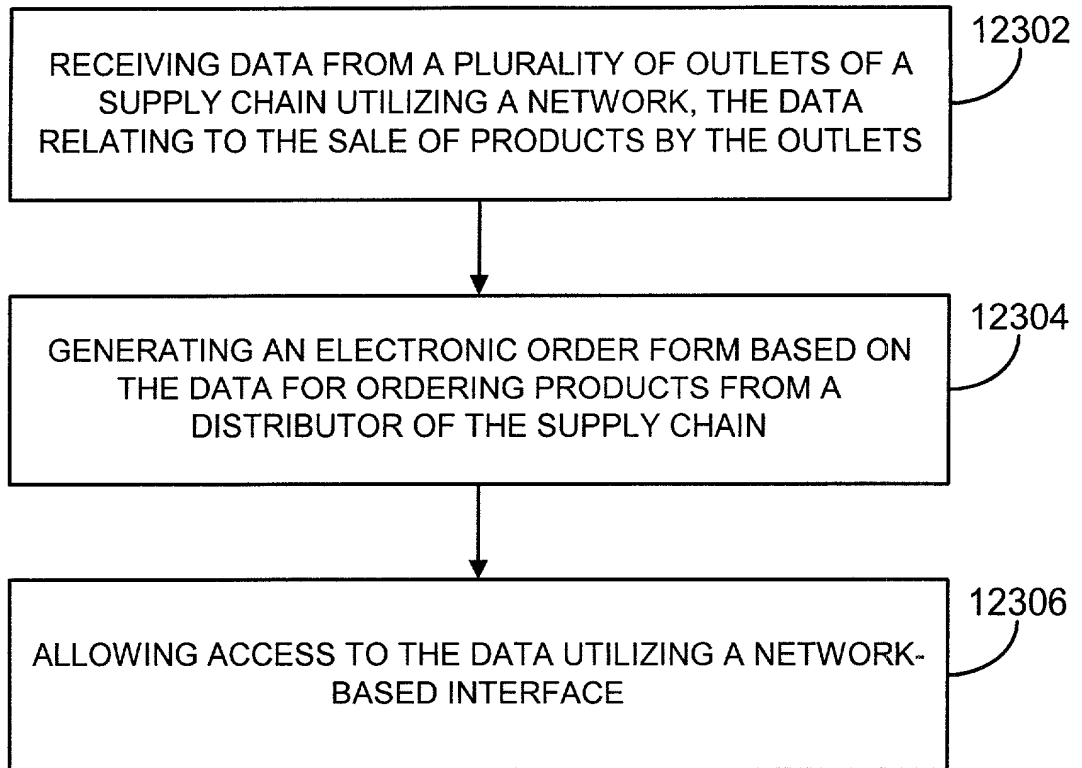 12302
RECEIVING DATA FROM A PLURALITY OF OUTLETS OF A
SUPPLY CHAIN UTILIZING A NETWORK, THE DATA
RELATING TO THE SALE OF PRODUCTS BY THE OUTLETS
12304
GENERATING AN ELECTRONIC ORDER FORM BASED ON
THE DATA FOR ORDERING PRODUCTS FROM A
DISTRIBUTOR OF THE SUPPLY CHAIN
12306
ALLOWING ACCESS TO THE DATA UTILIZING A NETWORK-
BASED INTERFACE